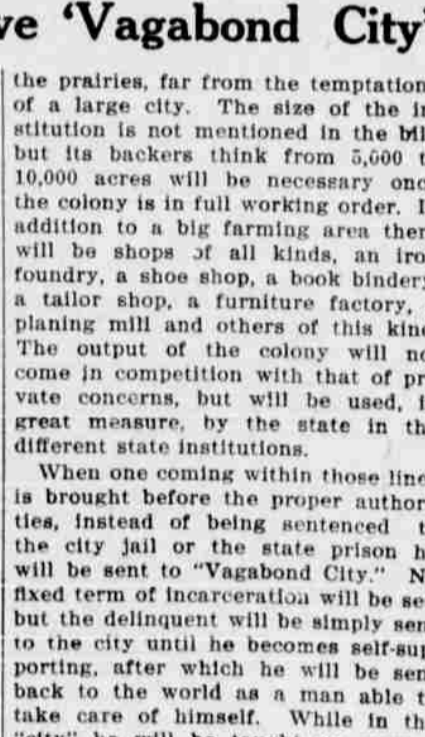 ve 'Vagabond City'
the prairies, far from the temptation
of a large city. The size of the in
stitution is not mentioned in the bill
but its backers think from 5,000 t
10,000 acres will be necessary onc
the colony is in full working order. I
addition to a big farming area ther
will be shops of all kinds, an iro
foundry, a shoe shop, a book bindery
a tailor shop, a furniture factory,
planing mill and others of this kind
The output of the colony will no
come in competition with that of pri
vate concerns, but will be used, i
great measure, by the state in th
different state institutions.
When one coming within those line
is brought before the proper authori
ties, instead of being sentenced t
the city jail or the state prison h
will be sent to "Vagabond City." N
fixed term of incarceration will be se
but the delinquent will be simply sen
to the city until he becomes self-sup
porting, after which he will be sen
back to the world as a man able t
take care of himself. While in th
"city" he will be